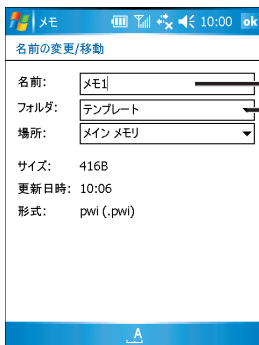 メモ 10:00 ok
名前の変更/移動
名前: メモ1
フォルダ: テンプレート
場所: メイン メモリ
サイズ: 416B
更新日時: 10:06
形式: pwi (.pwi)
A